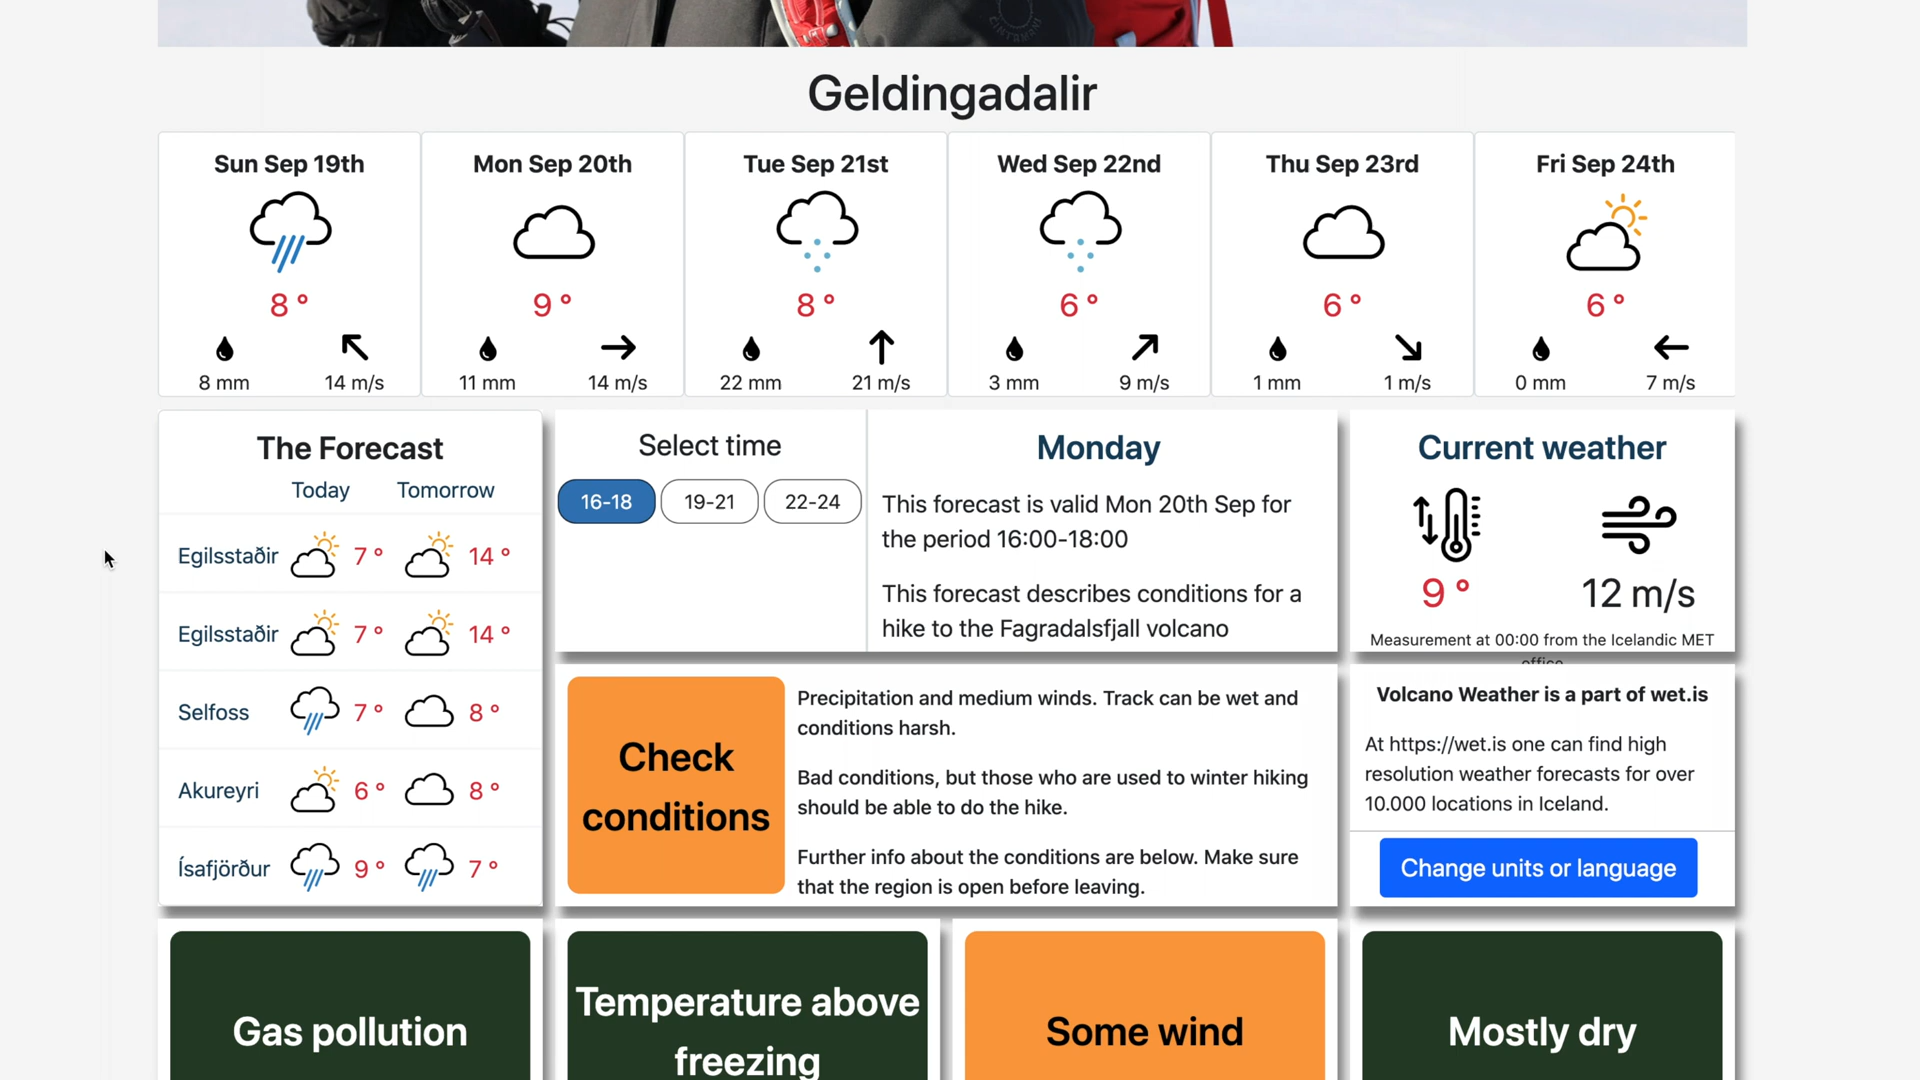 Geldingadalir
Sun Sep 19th
8 °
8 mm
14 m/s
Mon Sep 20th
9 °
11 mm
14 m/s
Tue Sep 21st
8 °
22 mm
21 m/s
Wed Sep 22nd
6 °
3 mm
9 m/s
Thu Sep 23rd
6 °
1 mm
1 m/s
Fri Sep 24th
6 °
0 mm
7 m/s
The Forecast
Today Tomorrow
Egilsstaðir 7 ° 14 °
Egilsstaðir 7 ° 14 °
Selfoss 7 ° 8 °
Akureyri 6 ° 8 °
Ísafjörður 9 ° 7 °
Select time
16-18 19-21 22-24
Monday
This forecast is valid Mon 20th Sep for
the period 16:00-18:00
This forecast describes conditions for a
hike to the Fagradalsfjall volcano
Current weather
9 °
12 m/s
Measurement at 00:00 from the Icelandic MET
office
Check
conditions
Precipitation and medium winds. Track can be wet and
conditions harsh.
Bad conditions, but those who are used to winter hiking
should be able to do the hike.
Further info about the conditions are below. Make sure
that the region is open before leaving.
Volcano Weather is a part of wet.is
At https://wet.is one can find high
resolution weather forecasts for over
10.000 locations in Iceland.
Change units or language
Gas pollution
Temperature above
freezing
Some wind
Mostly dry